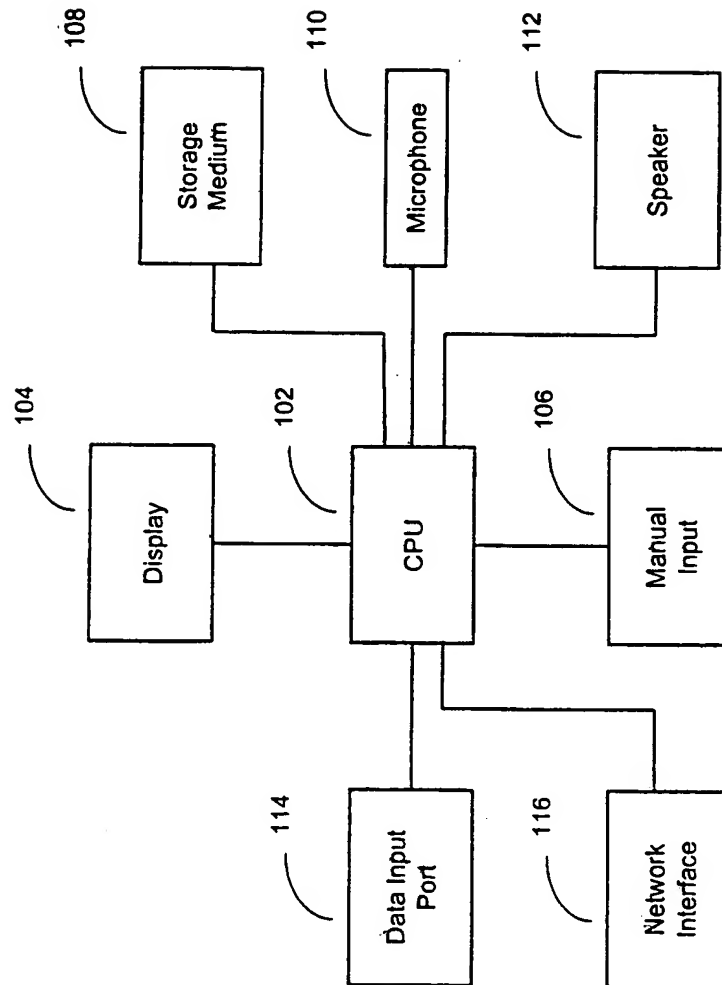 108
Storage
Medium
104
Display
110
Microphone
102
CPU
112
Speaker
106
Manual
Input
114
Data Input
Port
116
Network
Interface